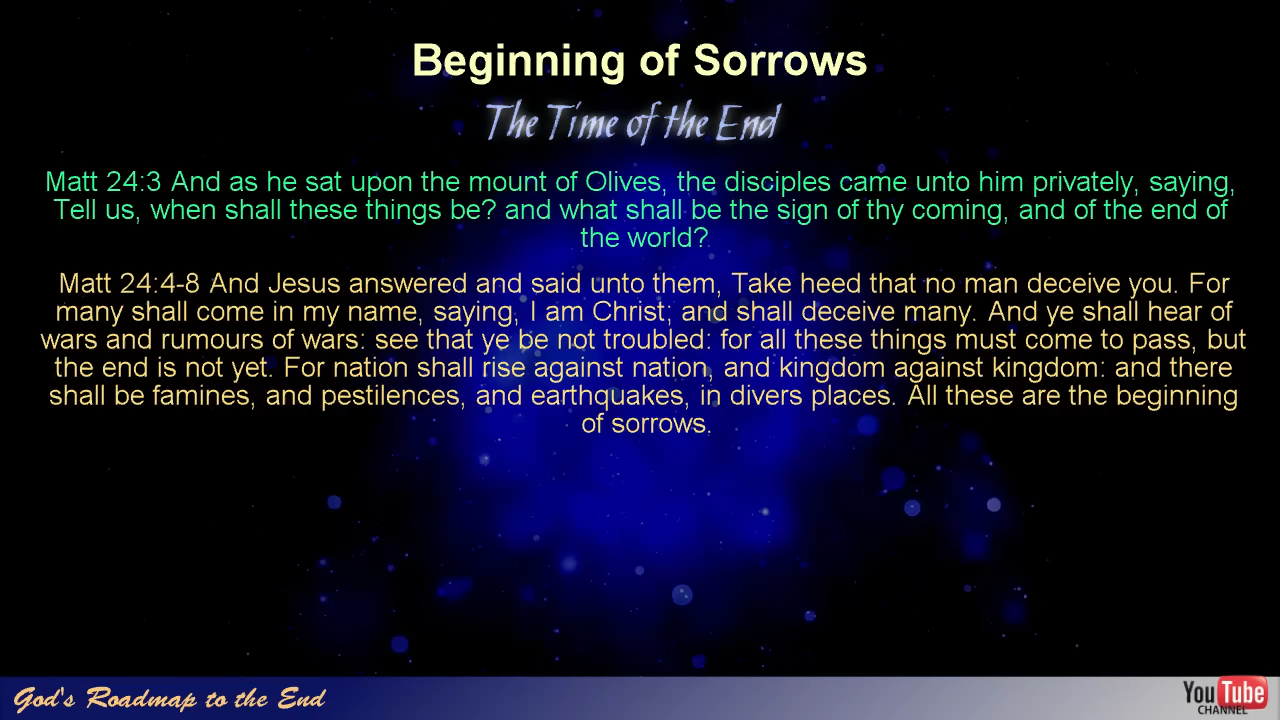 Beginning of Sorrows
The Time of the End
Matt 24:3 And as he sat upon the mount of Olives, the disciples came unto him privately, saying,
Tell us, when shall these things be? and what shall be the sign of thy coming, and of the end of
the world?
Matt 24:4-8 And Jesus answered and said unto them, Take heed that no man deceive you. For
many shall come in my name, saying, I am Christ; and shall deceive many. And ye shall hear of
wars and rumours of wars: see that ye be not troubled: for all these things must come to pass, but
the end is not yet. For nation shall rise against nation, and kingdom against kingdom: and there
shall be famines, and pestilences, and earthquakes, in divers places. All these are the beginning
of sorrows.
God's Roadmap to the End
YouTube
CHANNEL